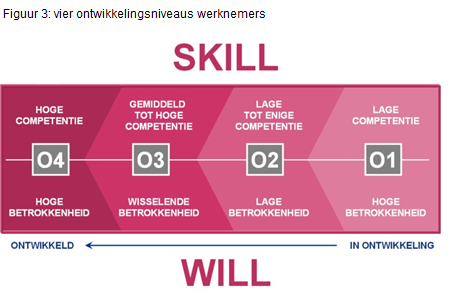 Figuur 3: vier ontwikkelingsniveaus werknemers
SKILL
HOGE
COMPETENTIE
GEMIDDELD
TOT HOGE
COMPETENTIE
LAGE
TOT ENIGE
COMPETENTIE
LAGE
COMPETENTIE
O4
O3
O2
O1
HOGE
BETROKKENHEID
WISSELENDE
BETROKKENHEID
LAGE
BETROKKENHEID
HOGE
BETROKKENHEID
ONTWIKKELD
IN ONTWIKKELING
WILL